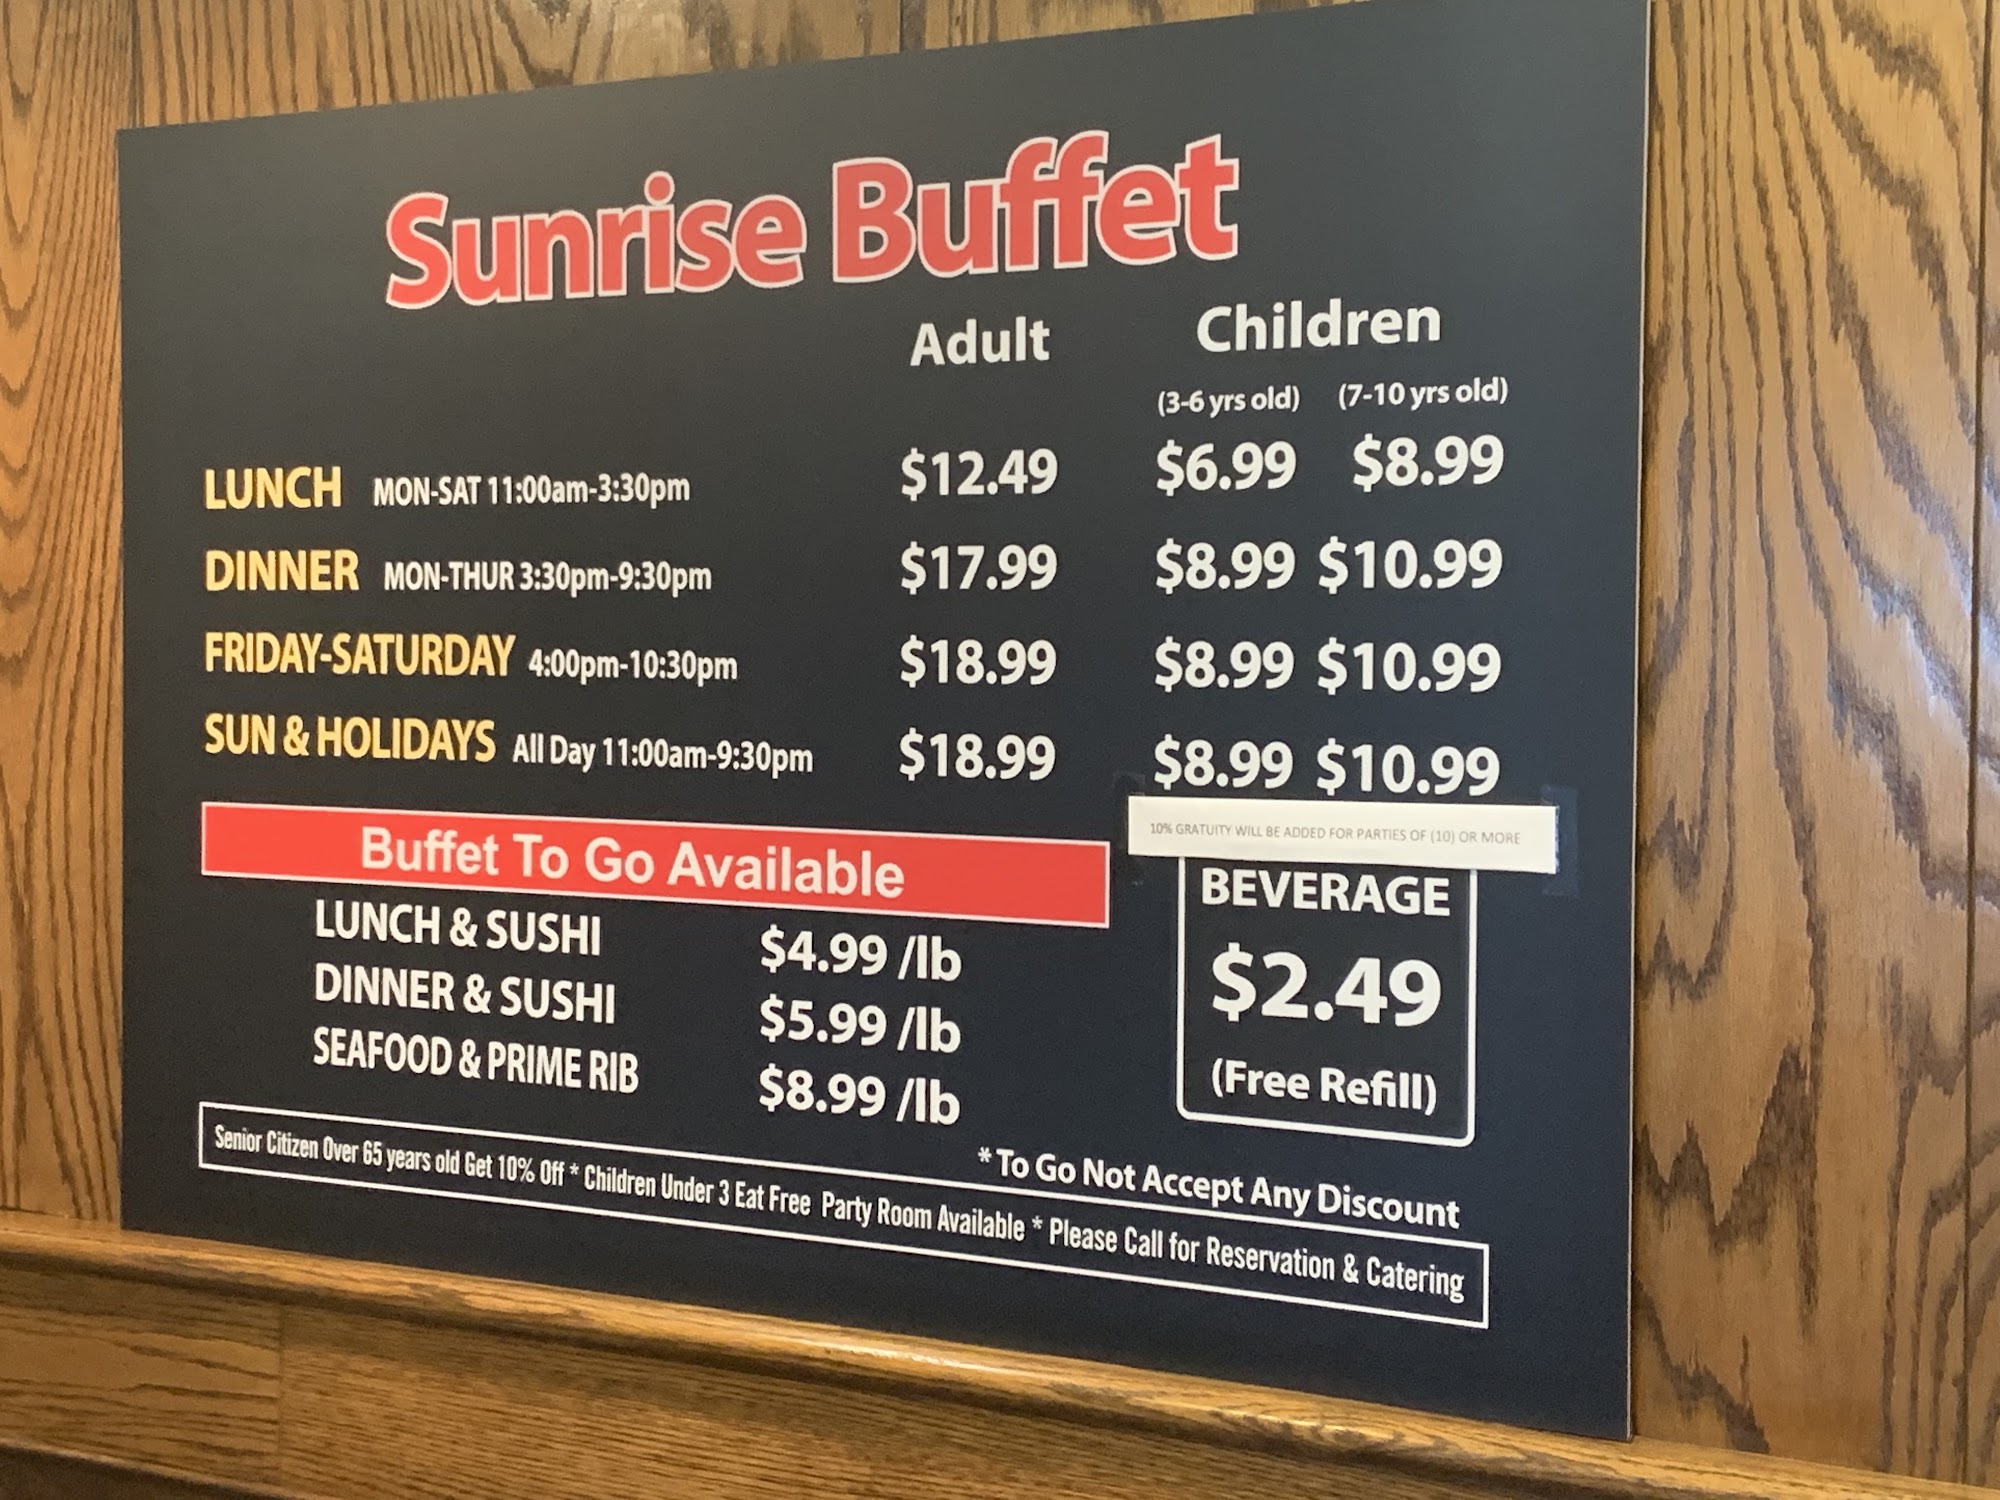 Sunrise Buffet
Adult Children
(3-6 yrs old) (7-10 yrs old)
LUNCH MON-SAT 11:00am-3:30pm $12.49 $6.99 $8.99
DINNER MON-THUR 3:30pm-9:30pm $17.99 $8.99 $10.99
FRIDAY-SATURDAY 4:00pm-10:30pm $18.99 $8.99 $10.99
SUN & HOLIDAYS All Day 11:00am-9:30pm $18.99 $8.99 $10.99
10% GRATUITY WILL BE ADDED FOR PARTIES OF (10) OR MORE
Buffet To Go Available
LUNCH & SUSHI $4.99 /lb
DINNER & SUSHI $5.99 /lb
SEAFOOD & PRIME RIB $8.99 /lb
BEVERAGE
$2.49
(Free Refill)
*To Go Not Accept Any Discount
Senior Citizen Over 65 years old Get 10% Off * Children Under 3 Eat Free Party Room Available * Please Call for Reservation & Catering